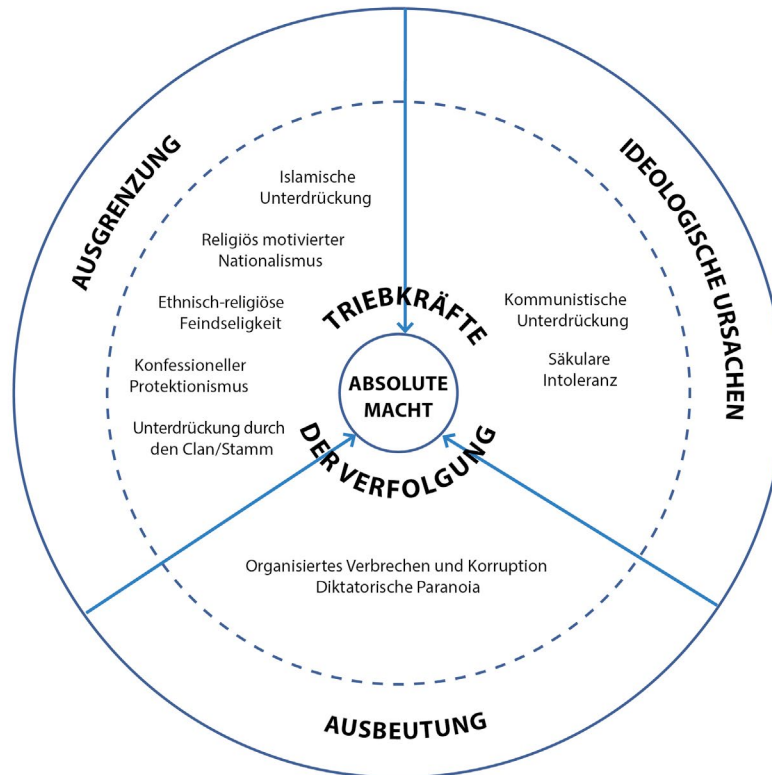 AUSGRENZUNG
IDEOLOGISCHE URSACHEN
Islamische
Unterdrückung
Religiös motivierter
Nationalismus
Ethnisch-religiöse
Feindseligkeit
Konfessioneller
Protektionismus
Unterdrückung durch
den Clan/Stamm
TRIEBKRÄFTE
ABSOLUTE
MACHT
DER VERFOLGUNG
Kommunistische
Unterdrückung
Säkulare
Intoleranz
Organisiertes Verbrechen und Korruption
Diktatorische Paranoia
AUSBEUTUNG